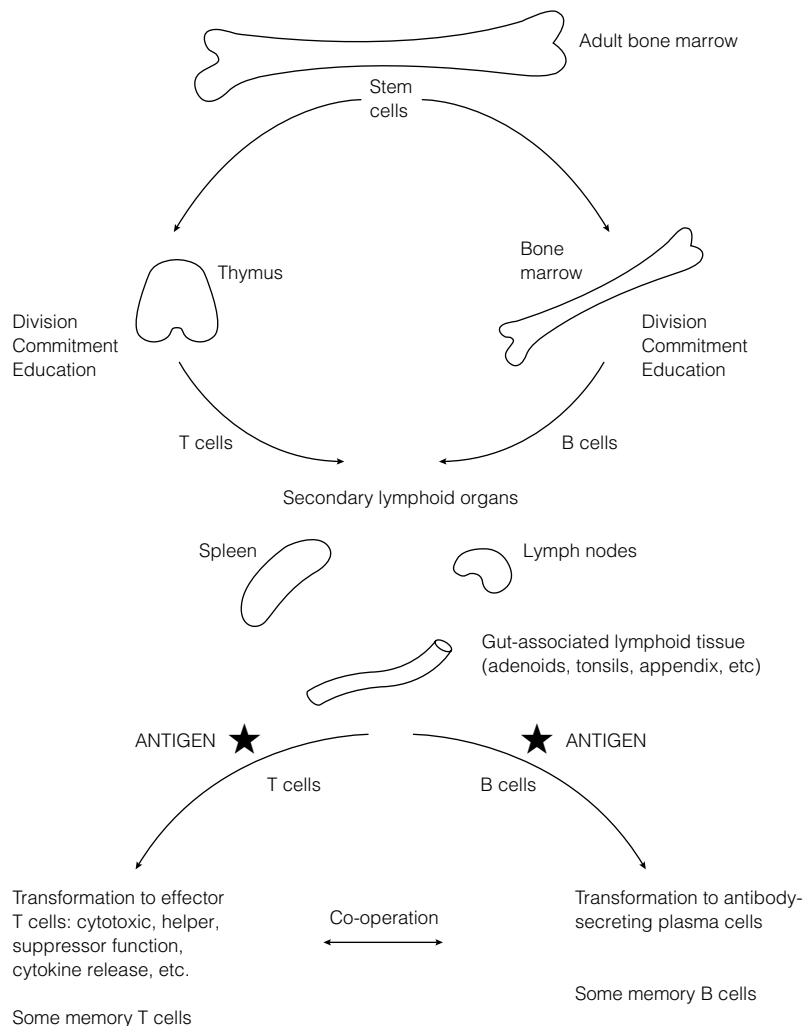 Adult bone marrow
Stem
cells
Thymus
Bone
marrow
Division
Commitment
Education
Division
Commitment
Education
T cells
B cells
Secondary lymphoid organs
Spleen
Lymph nodes
Gut-associated lymphoid tissue
(adenoids, tonsils, appendix, etc)
ANTIGEN
ANTIGEN
T cells
B cells
Transformation to effector
T cells: cytotoxic, helper,
suppressor function,
cytokine release, etc.
Some memory T cells
Co-operation
Transformation to antibody-
secreting plasma cells
Some memory B cells